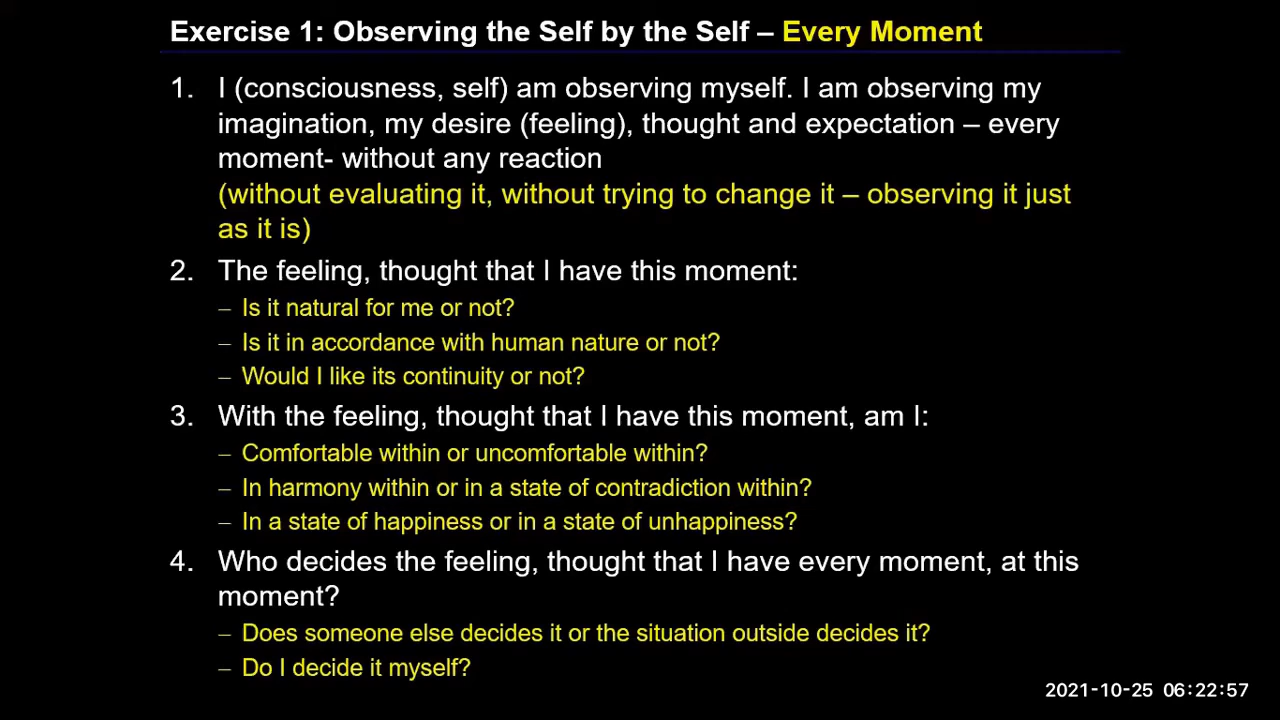 Exercise 1: Observing the Self by the Self – Every Moment
1. I (consciousness, self) am observing myself. I am observing my
imagination, my desire (feeling), thought and expectation – every
moment- without any reaction
(without evaluating it, without trying to change it – observing it just
as it is)
2. The feeling, thought that I have this moment:
– Is it natural for me or not?
– Is it in accordance with human nature or not?
– Would I like its continuity or not?
3. With the feeling, thought that I have this moment, am I:
– Comfortable within or uncomfortable within?
– In harmony within or in a state of contradiction within?
– In a state of happiness or in a state of unhappiness?
4. Who decides the feeling, thought that I have every moment, at this
moment?
– Does someone else decides it or the situation outside decides it?
– Do I decide it myself?
2021-10-25 06:22:57